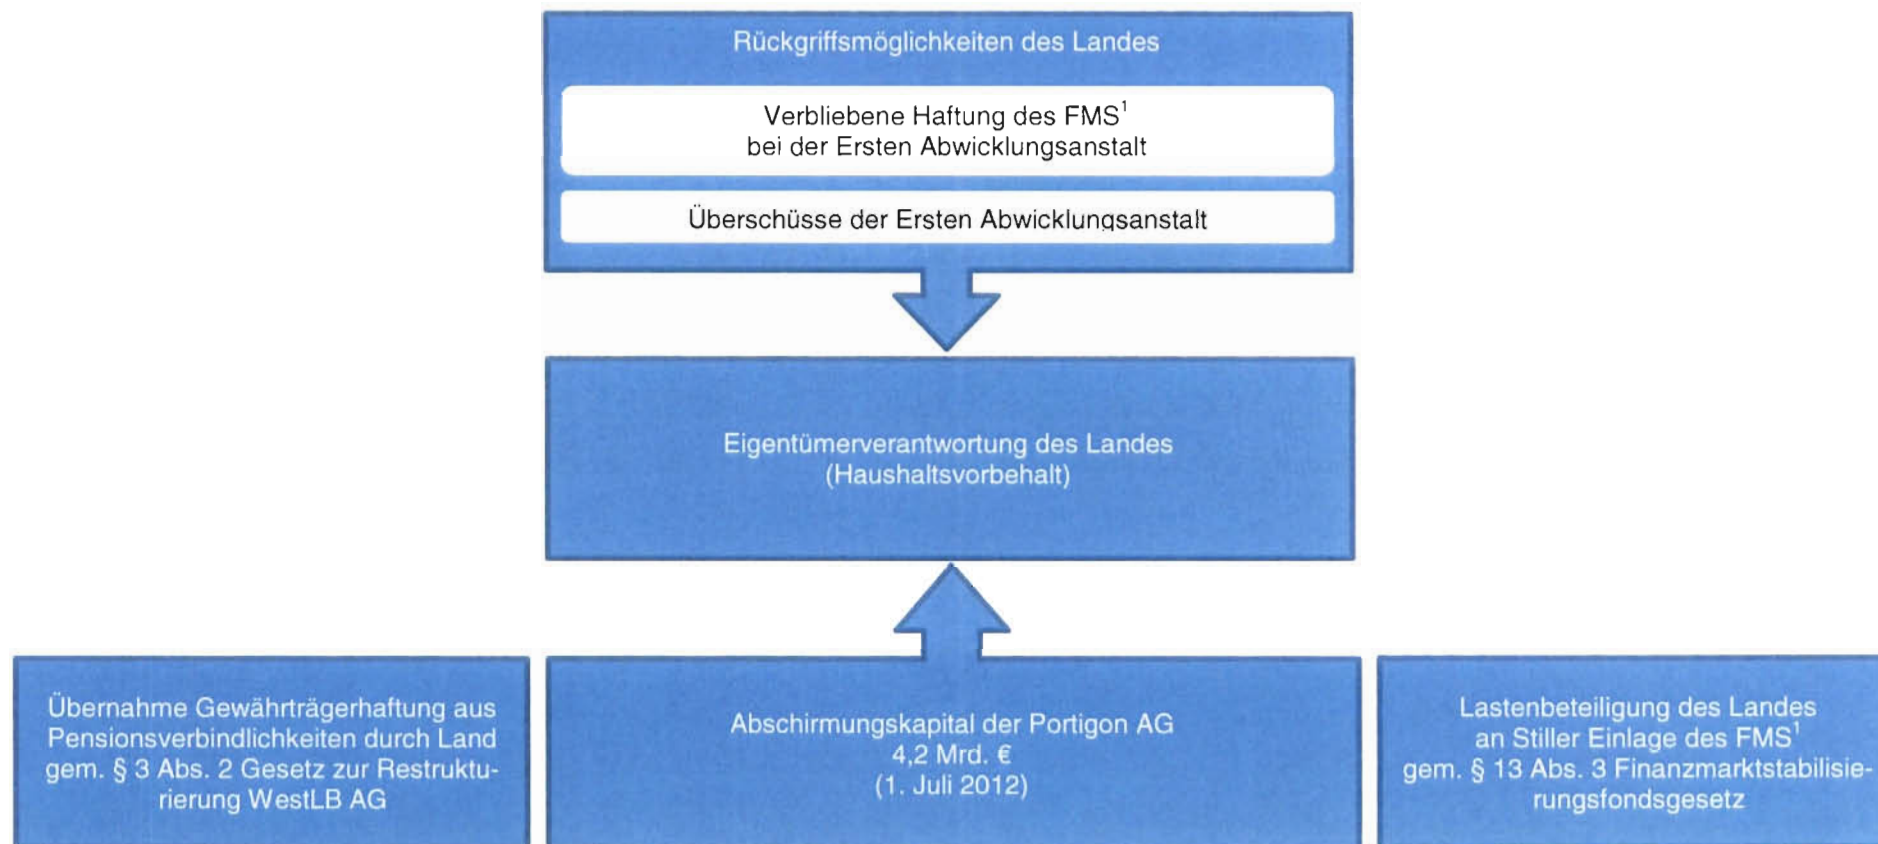 Rückgriffsmöglichkeiten des Landes
Verbliebene Haftung des FMS¹
bei der Ersten Abwicklungsanstalt
Überschüsse der Ersten Abwicklungsanstalt
Eigentümerverantwortung des Landes
(Haushaltsvorbehalt)
Übernahme Gewährträgerhaftung aus
Pensionsverbindlichkeiten durch Land
gem. § 3 Abs. 2 Gesetz zur Restruktu-
rierung WestLB AG
Abschirmungskapital der Portigon AG
4,2 Mrd. €
(1. Juli 2012)
Lastenbeteiligung des Landes
an Stiller Einlage des FMS¹
gem. § 13 Abs. 3 Finanzmarktstabilisie-
rungsfondsgesetz